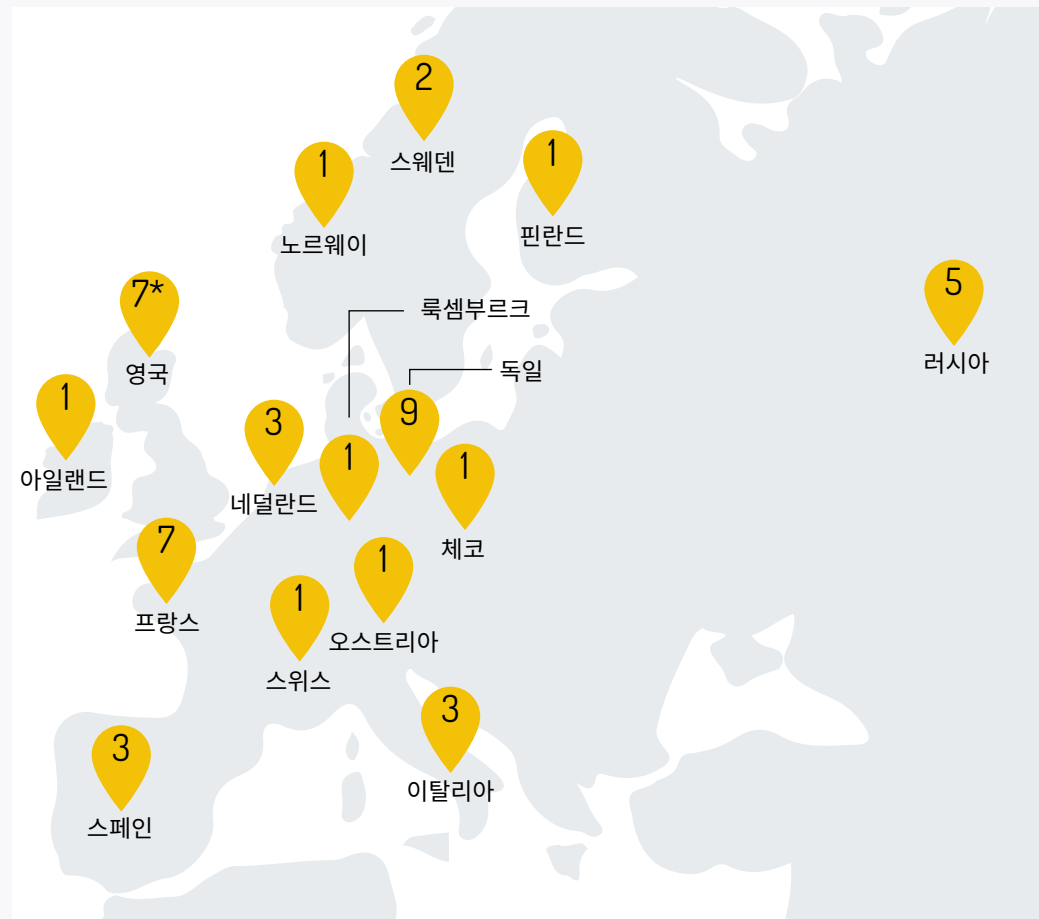 2
스웨덴
1
노르웨이
1
핀란드
7*
영국
5
러시아
룩셈부르크
독일
1
아일랜드
3
네덜란드
1
9
1
체코
7
프랑스
1
오스트리아
1
스위스
3
이탈리아
3
스페인